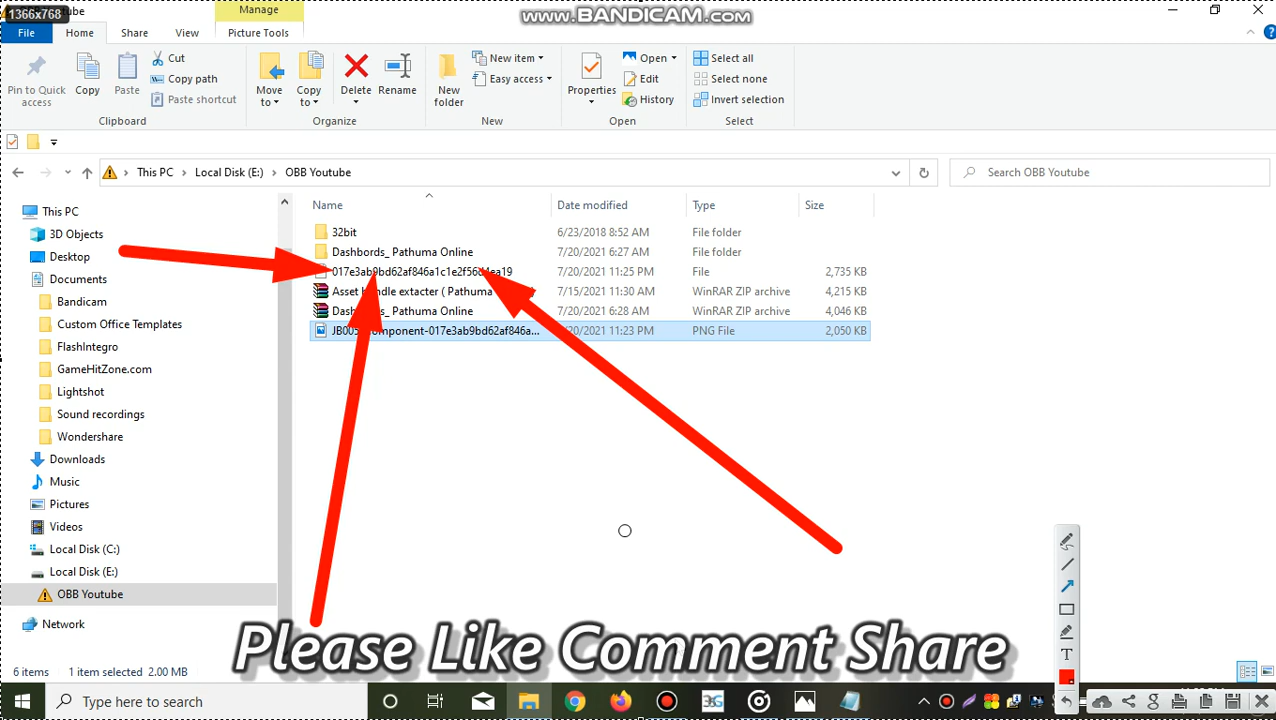 1366x768
Manage
www.BANDICAM.com
File Home Share View Picture Tools
Pin to Quick access
Copy
Paste
Cut
Copy path
Paste shortcut
Clipboard
Move to
Copy to
Delete
Rename
Organize
New folder
New item
Easy access
New
Properties
Open
Edit
History
Open
Select all
Select none
Invert selection
Select
This PC > Local Disk (E:) > OBB Youtube
Search OBB Youtube
Name Date modified Type Size
32bit 6/23/2018 8:52 AM File folder
Dashbords_ Pathuma Online 7/20/2021 6:27 AM File folder
7/20/2021 11:25 PM File 2,735 KB
Asset extacter ( Pathuma 7/15/2021 11:30 AM WinRAR ZIP archive 4,215 KB
Pathuma Online 7/20/2021 6:28 AM WinRAR ZIP archive 4,046 KB
11:23 PM PNG File 2,050 KB
This PC
3D Objects
Desktop
Documents
Bandicam
Custom Office Templates
FlashIntegro
GameHitZone.com
Lightshot
Sound recordings
Wondershare
Downloads
Music
Pictures
Videos
Local Disk (C:)
Local Disk (E:)
OBB Youtube
Network
Please Like Comment Share
6 items 1 item selected 2.00 MB
Type here to search